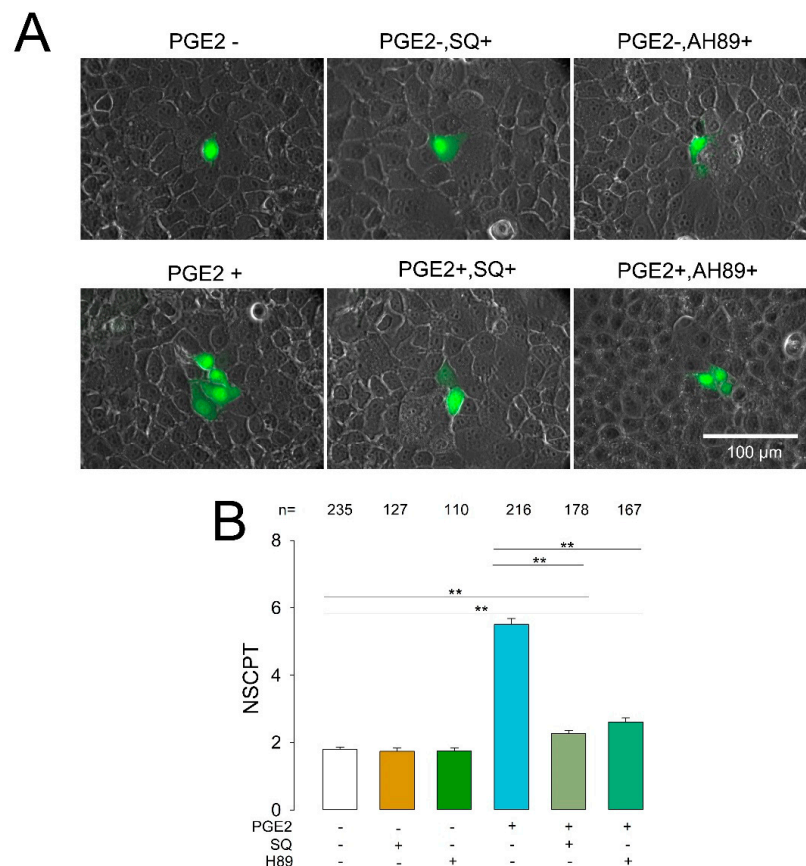 A
PGE2 -
PGE2-,SQ+
PGE2-,AH89+
PGE2 +
PGE2+,SQ+
PGE2+,AH89+
100 µm
B
n= 235 127 110 216 178 167
8
**
**
**
6
**
4
2
0
NSCPT
PGE2 - - - + + +
SQ - + - - + -
H89 - - + - - +